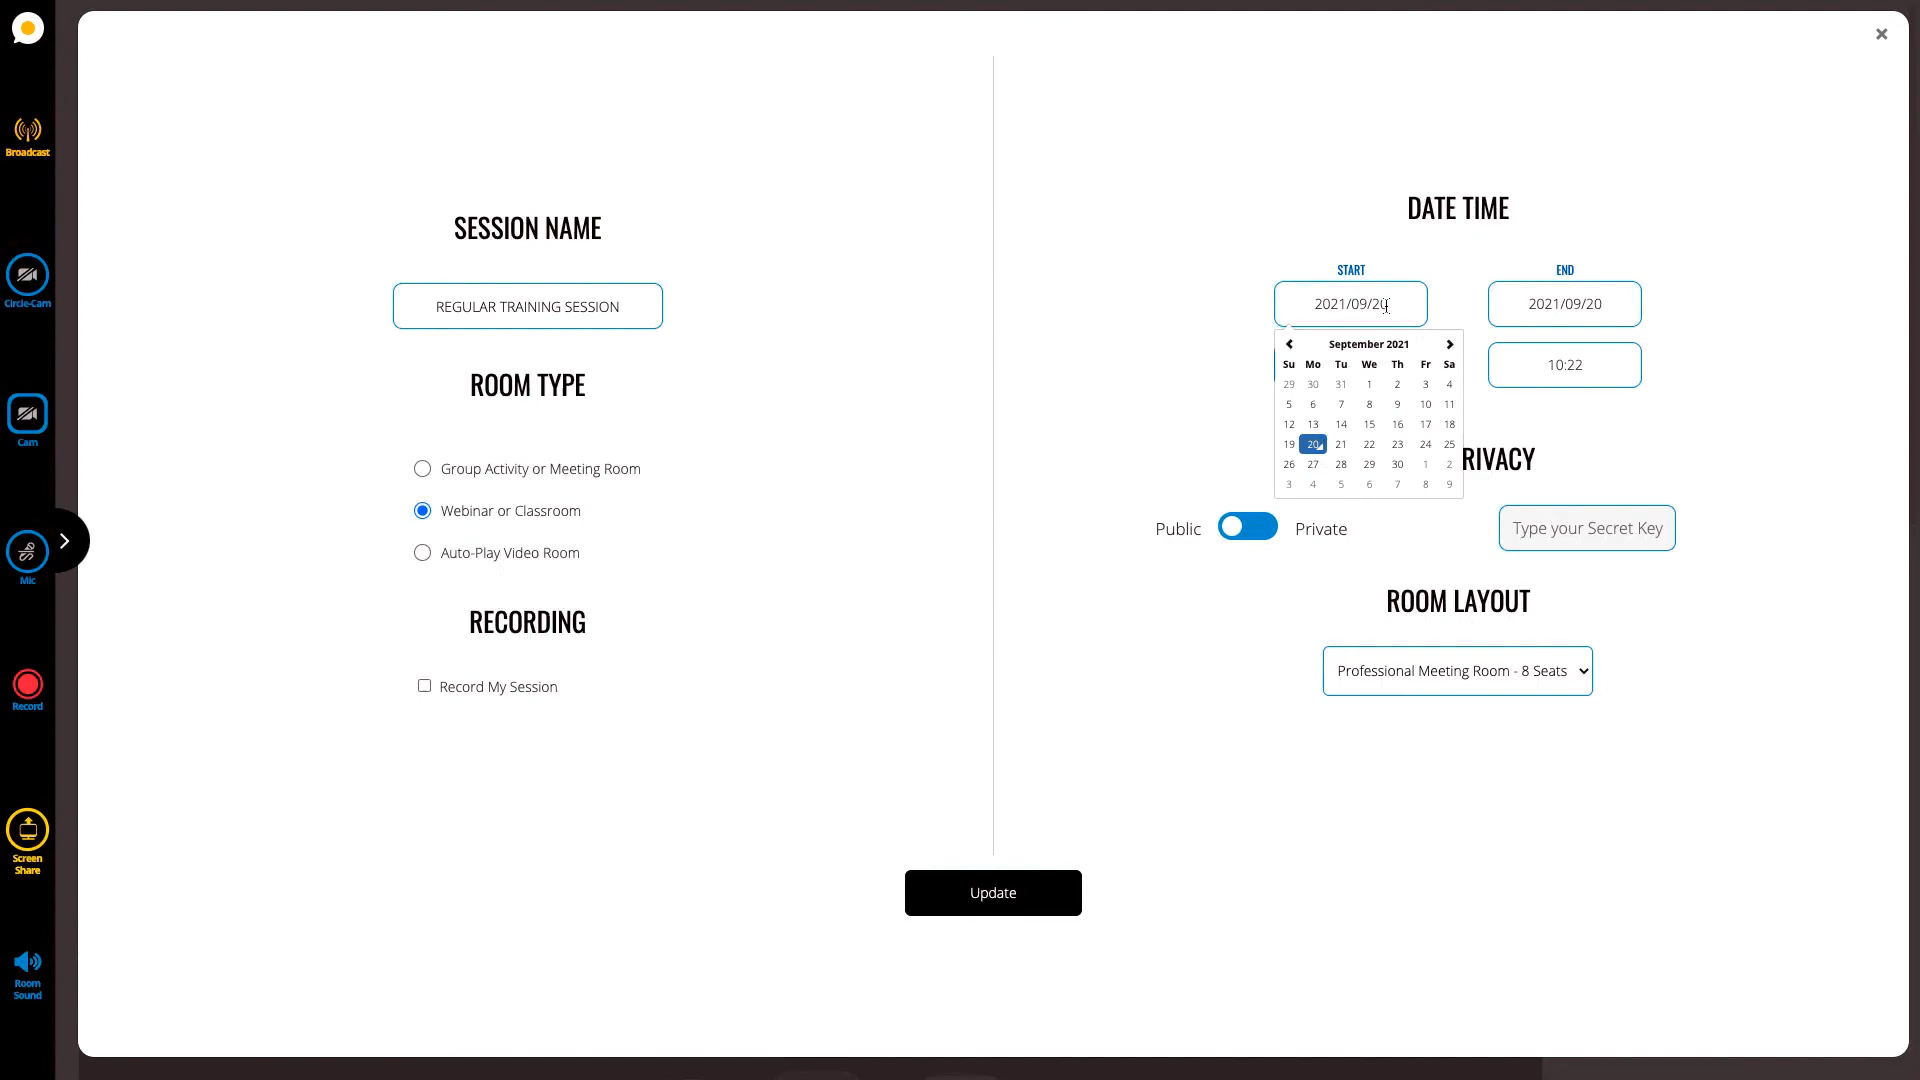 Broadcast
Circle-Cam
Cam
Mic
Record
Screen
Share
Room
Sound
SESSION NAME
REGULAR TRAINING SESSION
ROOM TYPE
Group Activity or Meeting Room
Webinar or Classroom
Auto-Play Video Room
RECORDING
Record My Session
DATE TIME
START
END
2021/09/20
2021/09/20
September 2021
Su Mo Tu We Th Fr Sa
29 30 31 1 2 3 4
5 6 7 8 9 10 11
12 13 14 15 16 17 18
19 20 21 22 23 24 25
26 27 28 29 30 1 2
3 4 5 6 7 8 9
10:22
RIVACY
Public
Private
Type your Secret Key
ROOM LAYOUT
Professional Meeting Room - 8 Seats
Update